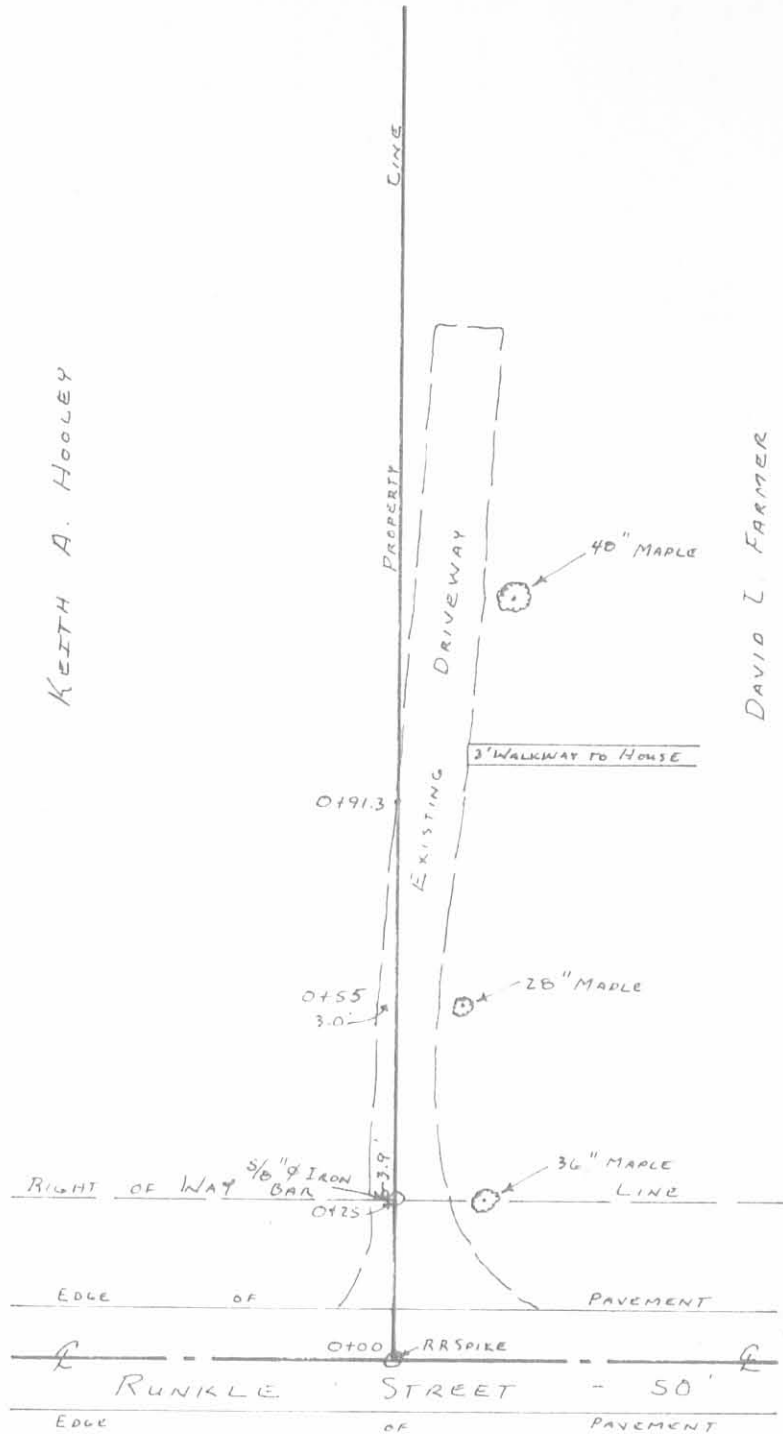 LINE
PROPERTY
KEITH A. HOOLEY
DAVID L. FARMER
EXISTING DRIVEWAY
40" MAPLE
3' WALKWAY TO HOUSE
0+91.3
28" MAPLE
0+55
3.0'
3.9'
5/8" ⌀ IRON
BAR
36" MAPLE
RIGHT OF WAY LINE
0+25
EDGE OF PAVEMENT
0+00 RR SPIKE
℄ ℄
RUNKLE STREET - 50'
EDGE OF PAVEMENT